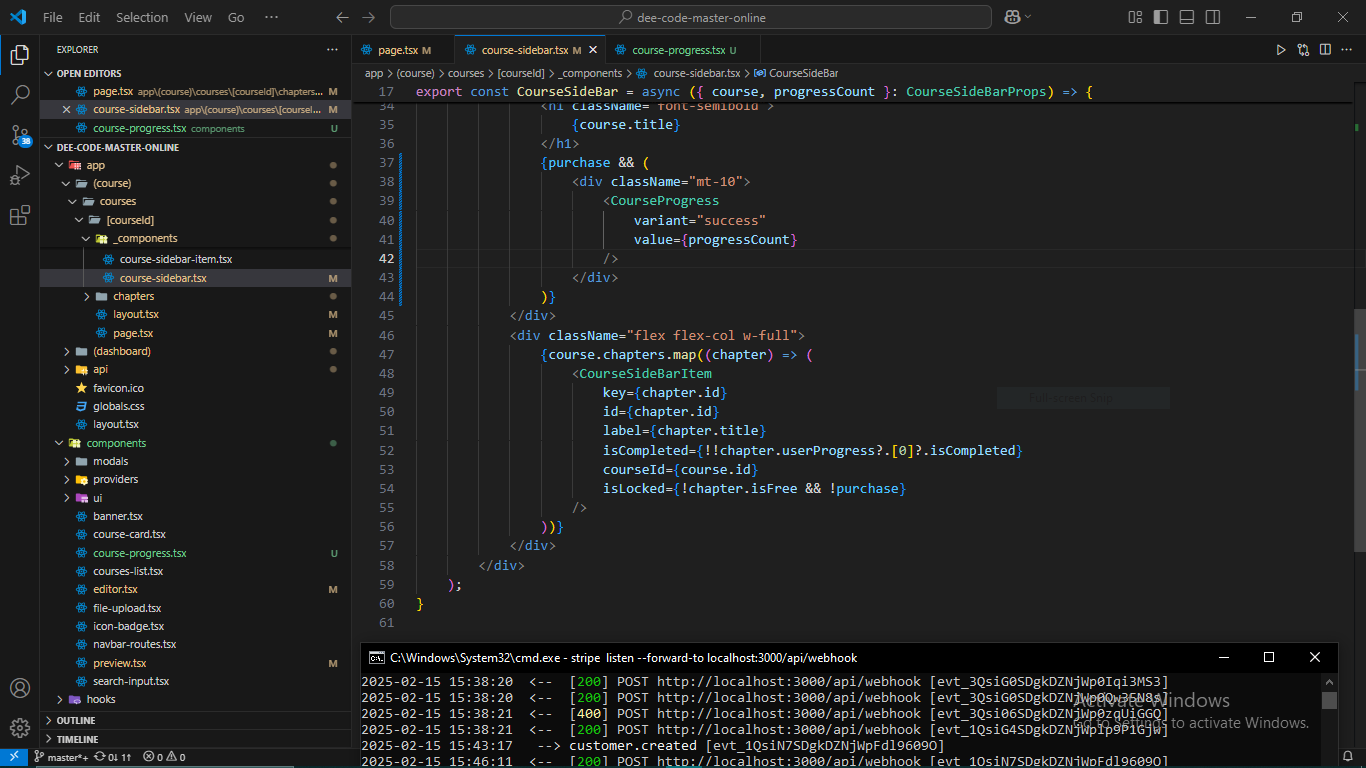 File Edit Selection View Go ··· dee-code-master-online
EXPLORER ···
OPEN EDITORS
page.tsx app\(course)\courses\[courseId]\chapters... M
course-sidebar.tsx app\(course)\courses\[coursel... M
course-progress.tsx components U
DEE-CODE-MASTER-ONLINE
app
(course)
courses
[courseId]
_components
course-sidebar-item.tsx
course-sidebar.tsx M
chapters
layout.tsx M
page.tsx M
(dashboard)
api
favicon.ico
globals.css
layout.tsx
components
modals
providers
ui
banner.tsx
course-card.tsx
course-progress.tsx U
courses-list.tsx
editor.tsx M
file-upload.tsx
icon-badge.tsx
navbar-routes.tsx
preview.tsx M
search-input.tsx
hooks
OUTLINE
TIMELINE
38
page.tsx M course-sidebar.tsx M course-progress.tsx U
app > (course) > courses > [courseId] > _components > course-sidebar.tsx > CourseSideBar
17 export const CourseSideBar = async ({ course, progressCount }: CourseSideBarProps) => {
34 <h1 className="font-semibold">
35 {course.title}
36 </h1>
37 {purchase && (
38 <div className="mt-10">
39 <CourseProgress
40 variant="success"
41 value={progressCount}
42 />
43 </div>
44 )}
45 </div>
46 <div className="flex flex-col w-full">
47 {course.chapters.map((chapter) => (
48 <CourseSideBarItem
49 key={chapter.id}
50 id={chapter.id}
51 label={chapter.title}
52 isCompleted={!!chapter.userProgress?.[0]?.isCompleted}
53 courseId={course.id}
54 isLocked={!chapter.isFree && !purchase}
55 />
56 ))}
57 </div>
58 </div>
59 );
60 }
61
C:\Windows\System32\cmd.exe - stripe listen --forward-to localhost:3000/api/webhook
2025-02-15 15:38:20 <-- [200] POST http://localhost:3000/api/webhook [evt_3QsiG0SDgkDZNjWp0Iqi3MS3]
2025-02-15 15:38:20 <-- [200] POST http://localhost:3000/api/webhook
2025-02-15 15:38:21 <-- [400] POST http://localhost:3000/api/webhook
2025-02-15 15:38:21 <-- [200] POST http://localhost:3000/api/webhook
2025-02-15 15:43:17 --> customer.created [evt_1QsiN7SDgkDZNjWpFdl9609O]
2025-02-15 15:46:11 <-- [200] POST http://localhost:3000/api/webhook [evt_1QsiN7SDgkDZNjWpFdl9609O]
Activate Windows
Go to Settings to activate Windows.
master*+ 0↓ 1↑ 0 0